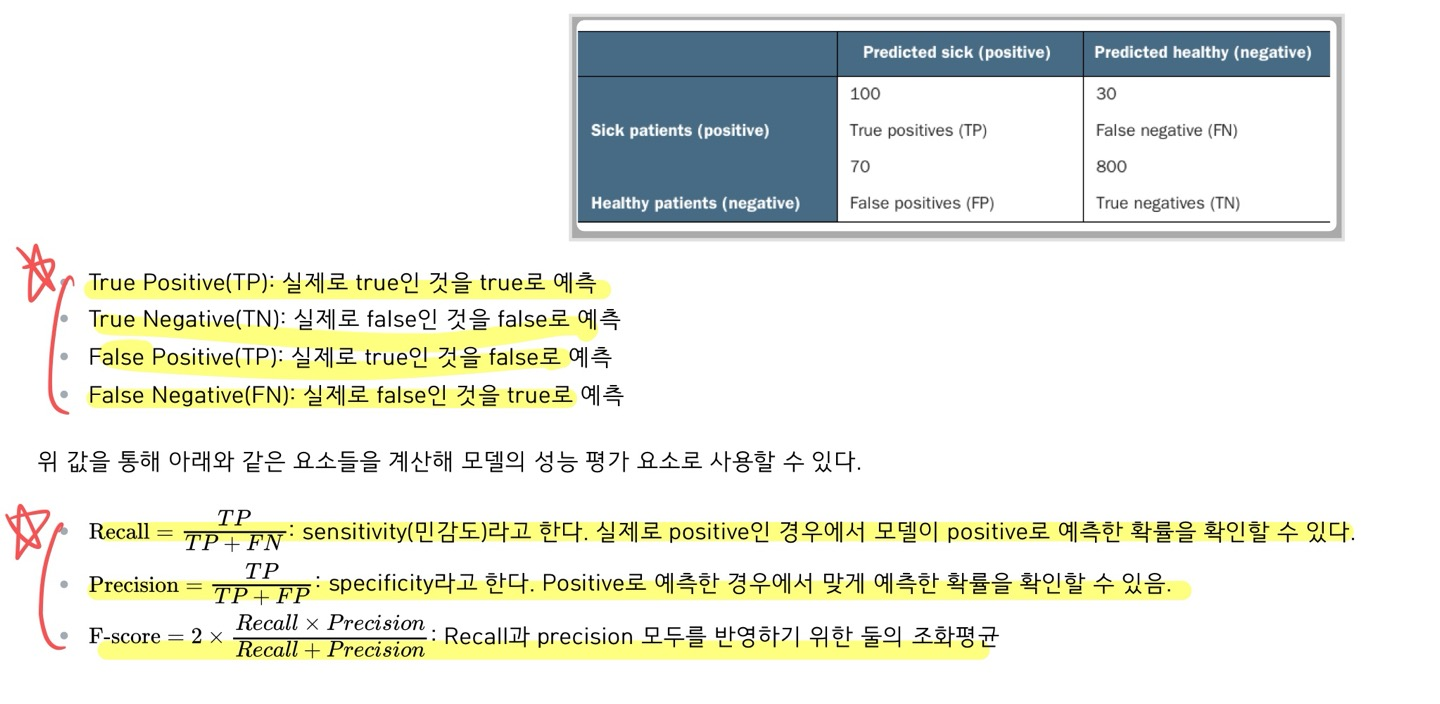 Predicted sick (positive) Predicted healthy (negative)
100 30
Sick patients (positive) True positives (TP) False negative (FN)
70 800
Healthy patients (negative) False positives (FP) True negatives (TN)
True Positive(TP): 실제로 true인 것을 true로 예측
True Negative(TN): 실제로 false인 것을 false로 예측
False Positive(TP): 실제로 true인 것을 false로 예측
False Negative(FN): 실제로 false인 것을 true로 예측
위 값을 통해 아래와 같은 요소들을 계산해 모델의 성능 평가 요소로 사용할 수 있다.
Recall = TP / TP + FN : sensitivity(민감도)라고 한다. 실제로 positive인 경우에서 모델이 positive로 예측한 확률을 확인할 수 있다.
Precision = TP / TP + FP : specificity라고 한다. Positive로 예측한 경우에서 맞게 예측한 확률을 확인할 수 있음.
F-score = 2 × Recall × Precision / Recall + Precision : Recall과 precision 모두를 반영하기 위한 둘의 조화평균